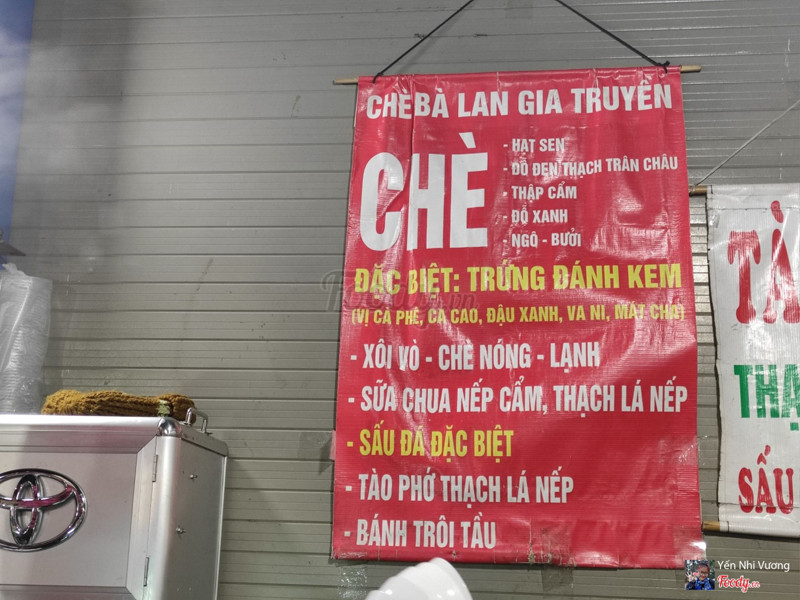 CHÈ BÀ LAN GIA TRUYỀN
CHÈ
- HẠT SEN
- ĐỖ ĐEN THẠCH TRÂN CHÂU
- THẬP CẨM
- ĐỖ XANH
- NGÔ - BƯỞI
ĐẶC BIỆT: TRỨNG ĐÁNH KEM
(VỊ CÀ PHÊ, CA CAO, ĐẬU XANH, VA NI, MÁT CHA)
- XÔI VÒ - CHÈ NÓNG - LẠNH
- SỮA CHUA NẾP CẨM, THẠCH LÁ NẾP
- SẤU ĐÁ ĐẶC BIỆT
- TÀO PHỚ THẠCH LÁ NẾP
- BÁNH TRÔI TẦU
TÀ
THẠ
SẤU
Foody.vn
Yến Nhi Vương
Foody.vn